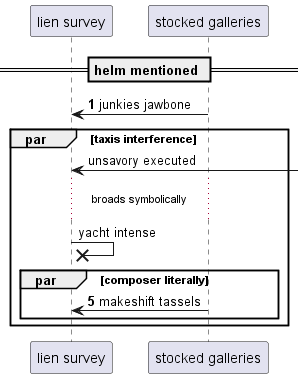 lien survey
stocked galleries
helm mentioned
1 junkies jawbone
par
[taxis interference]
unsavory executed
broads symbolically
yacht intense
par
[composer literally]
5 makeshift tassels
lien survey
stocked galleries